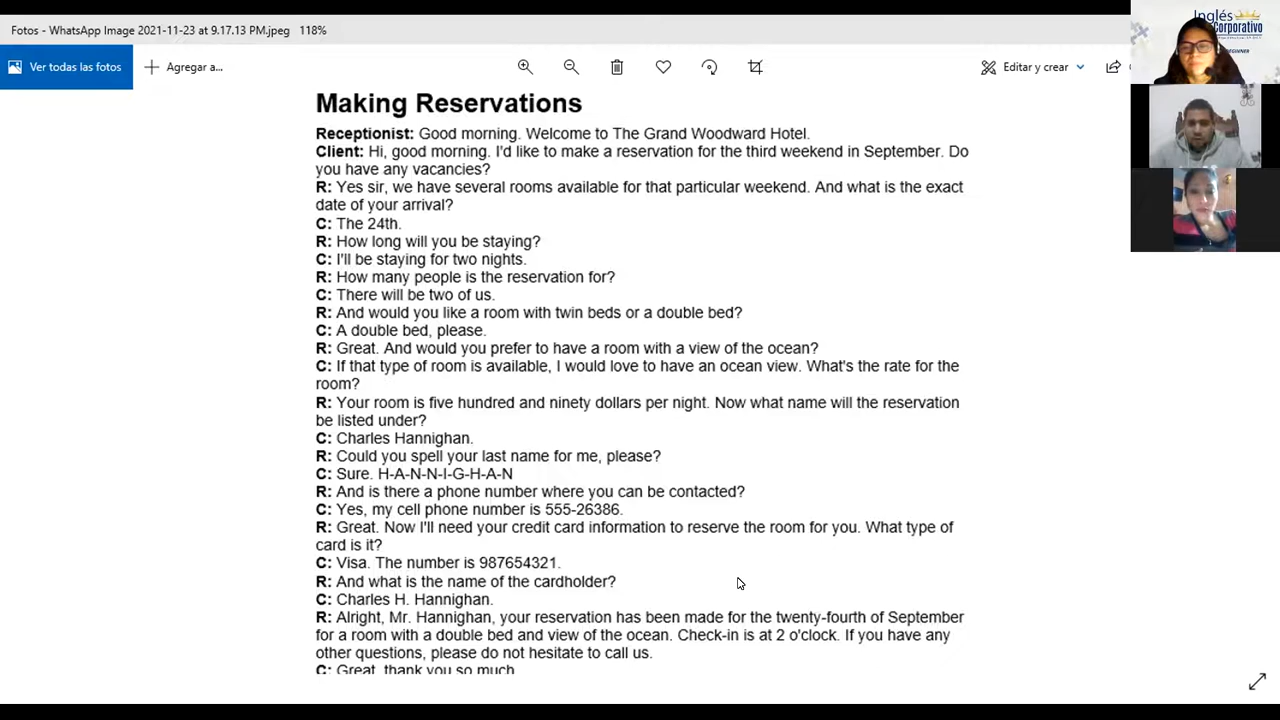 Fotos - WhatsApp Image 2021-11-23 at 9.17.13 PM.jpeg 118%
Inglés
Corporativo
Ver todas las fotos
Agregar a...
Editar y crear
Making Reservations
Receptionist: Good morning. Welcome to The Grand Woodward Hotel.
Client: Hi, good morning. I'd like to make a reservation for the third weekend in September. Do
you have any vacancies?
R: Yes sir, we have several rooms available for that particular weekend. And what is the exact
date of your arrival?
C: The 24th.
R: How long will you be staying?
C: I'll be staying for two nights.
R: How many people is the reservation for?
C: There will be two of us.
R: And would you like a room with twin beds or a double bed?
C: A double bed, please.
R: Great. And would you prefer to have a room with a view of the ocean?
C: If that type of room is available, I would love to have an ocean view. What's the rate for the
room?
R: Your room is five hundred and ninety dollars per night. Now what name will the reservation
be listed under?
C: Charles Hannighan.
R: Could you spell your last name for me, please?
C: Sure. H-A-N-N-I-G-H-A-N
R: And is there a phone number where you can be contacted?
C: Yes, my cell phone number is 555-26386.
R: Great. Now I'll need your credit card information to reserve the room for you. What type of
card is it?
C: Visa. The number is 987654321.
R: And what is the name of the cardholder?
C: Charles H. Hannighan.
R: Alright, Mr. Hannighan, your reservation has been made for the twenty-fourth of September
for a room with a double bed and view of the ocean. Check-in is at 2 o'clock. If you have any
other questions, please do not hesitate to call us.
C: Great, thank you so much